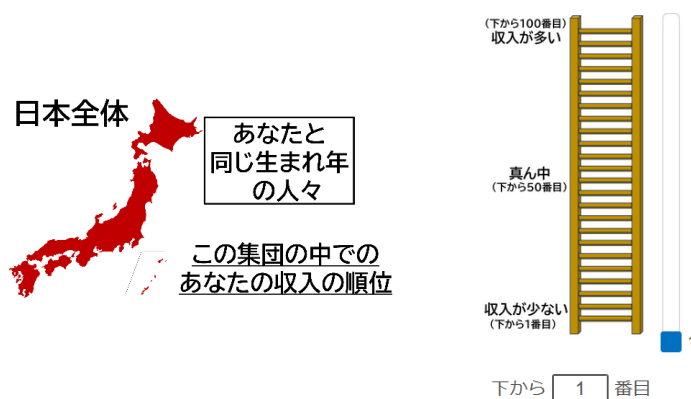 日本全体
あなたと
同じ生まれ年
の人々
この集団の中での
あなたの収入の順位
(下から100番目)
収入が多い
真ん中
(下から50番目)
収入が少ない
(下から1番目)
下から 1 番目